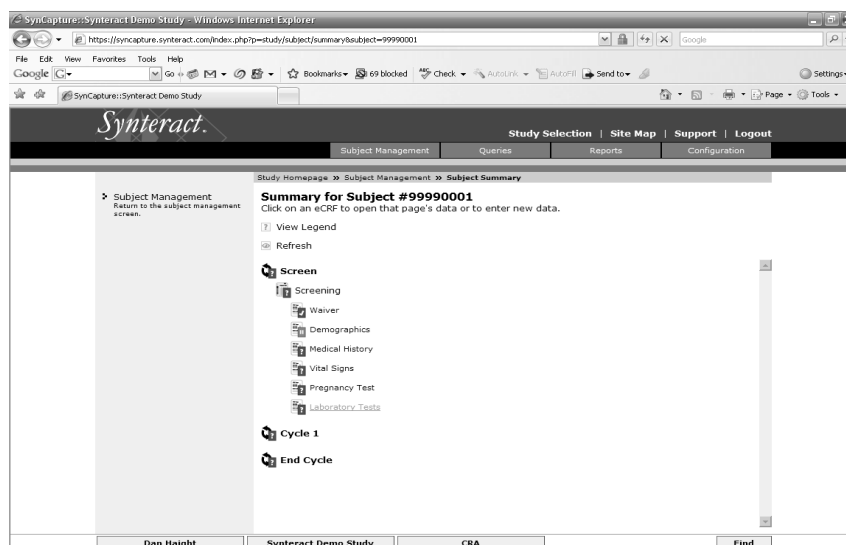 SynCapture::Synteract Demo Study - Windows Internet Explorer
https://syncapture.synteract.com/index.php?p=study/subject/summary&subject=99990001
Google
File Edit View Favorites Tools Help
Google G Go Bookmarks 69 blocked ABC Check AutoLink AutoFill Send to Settings
SynCapture::Synteract Demo Study Page Tools
Synteract.
Study Selection | Site Map | Support | Logout
Subject Management Queries Reports Configuration
Study Homepage » Subject Management » Subject Summary
Subject Management
Return to the subject management
screen.
Summary for Subject #99990001
Click on an eCRF to open that page's data or to enter new data.
? View Legend
Refresh
Screen
Screening
Waiver
Demographics
Medical History
Vital Signs
Pregnancy Test
Laboratory Tests
Cycle 1
End Cycle
Dan Haight Synteract Demo Study CRA Find